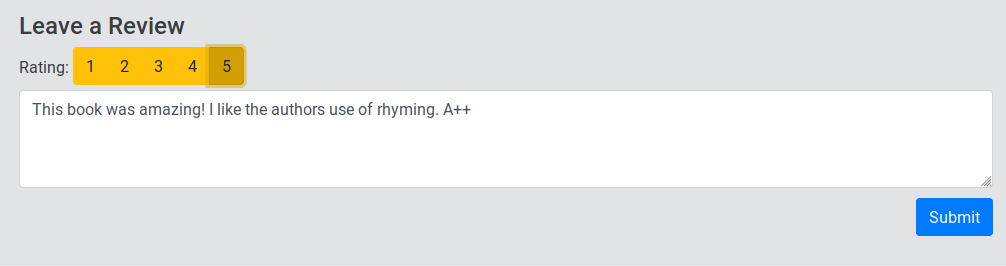 Leave a Review
Rating: 1 2 3 4 5
This book was amazing! I like the authors use of rhyming. A++
Submit